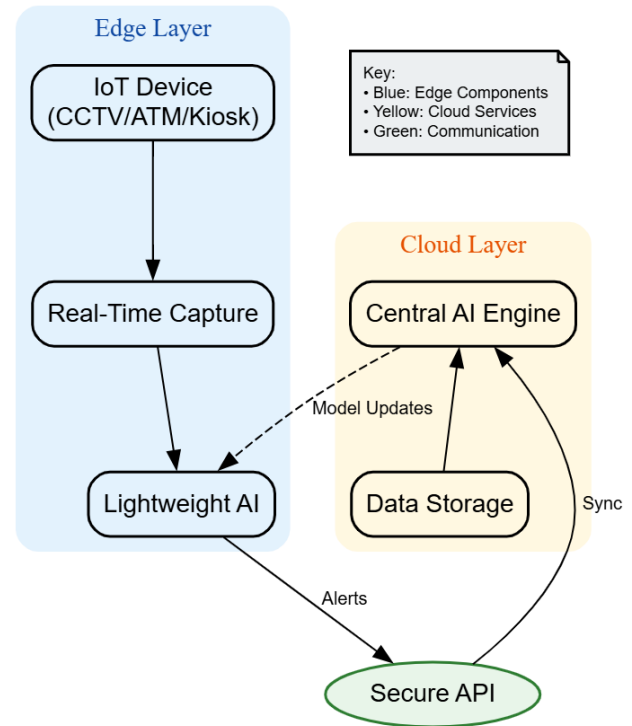 Edge Layer
IoT Device
(CCTV/ATM/Kiosk)
Key:
• Blue: Edge Components
• Yellow: Cloud Services
• Green: Communication
Cloud Layer
Real-Time Capture
Central AI Engine
Model Updates
Lightweight AI
Data Storage
Sync
Alerts
Secure API